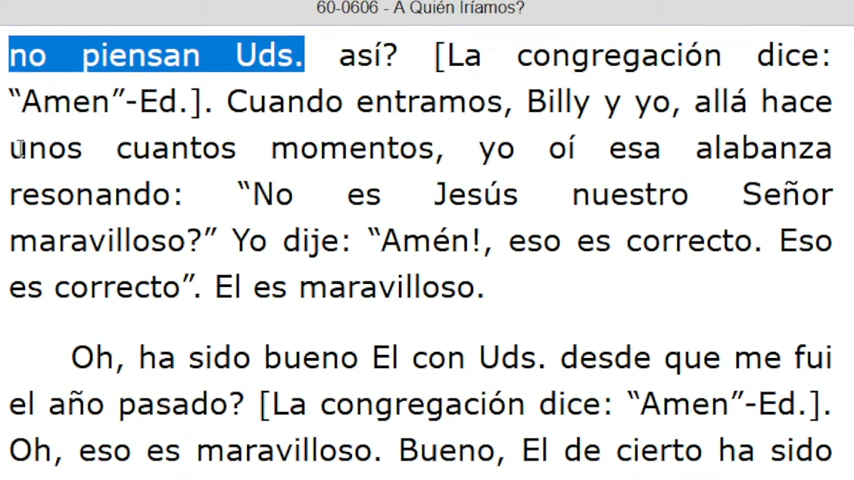 60-0606 - A Quién Iríamos?
no piensan Uds. así? [La congregación dice:
“Amen”-Ed.]. Cuando entramos, Billy y yo, allá hace
unos cuantos momentos, yo oí esa alabanza
resonando: “No es Jesús nuestro Señor
maravilloso?” Yo dije: “Amén!, eso es correcto. Eso
es correcto”. El es maravilloso.
Oh, ha sido bueno El con Uds. desde que me fui
el año pasado? [La congregación dice: “Amen”-Ed.].
Oh, eso es maravilloso. Bueno, El de cierto ha sido